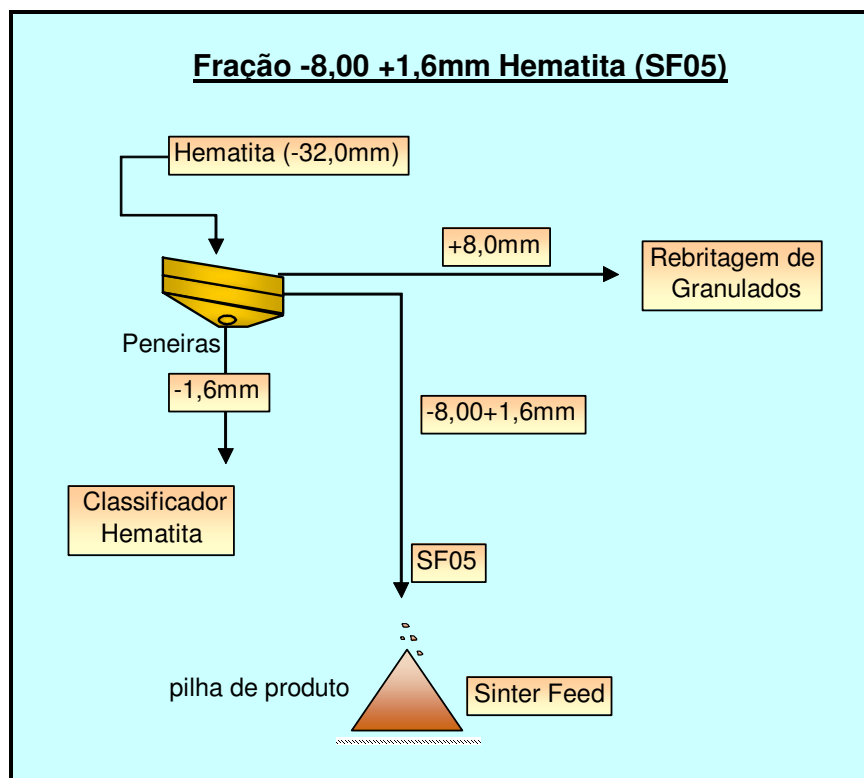 Fração -8,00 +1,6mm Hematita (SF05)
Hematita (-32,0mm)
+8,0mm
Rebritagem de
Granulados
Peneiras
-1,6mm
-8,00+1,6mm
Classificador
Hematita
SF05
pilha de produto
Sinter Feed